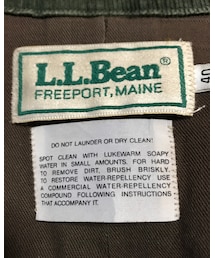 L.L.Bean
FREEPORT, MAINE
40
DO NOT LAUNDER OR DRY CLEAN!
SPOT CLEAN WITH LUKEWARM SOAPY
WATER IN SMALL AMOUNTS. FOR HARD
TO REMOVE DIRT, BRUSH BRISKLY.
TO RESTORE WATER-REPELLENCY USE
A COMMERCIAL WATER-REPELLENCY
COMPOUND FOLLOWING INSTRUCTIONS
THAT ACCOMPANY IT.